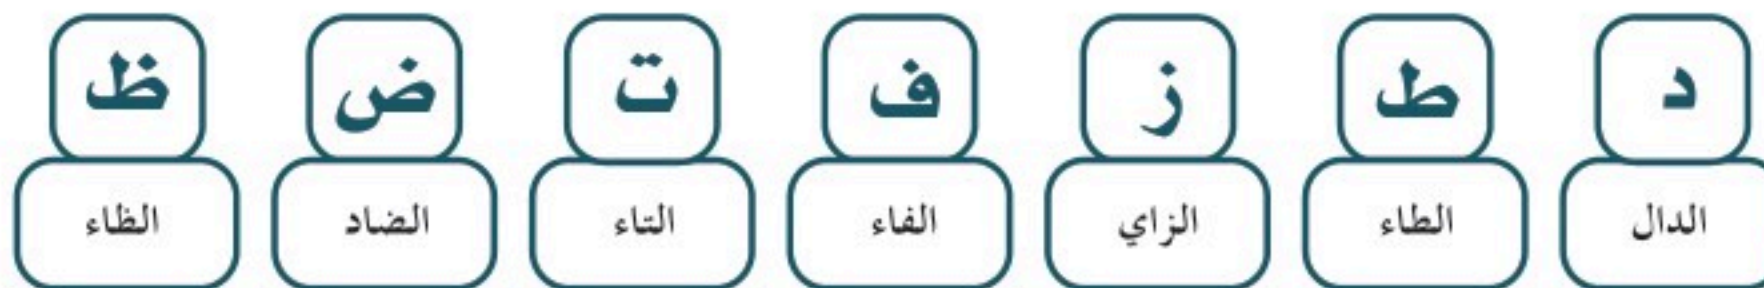 د ط ز ف ت ض ظ
الدال الطاء الزاي الفاء التاء الضاد الظاء